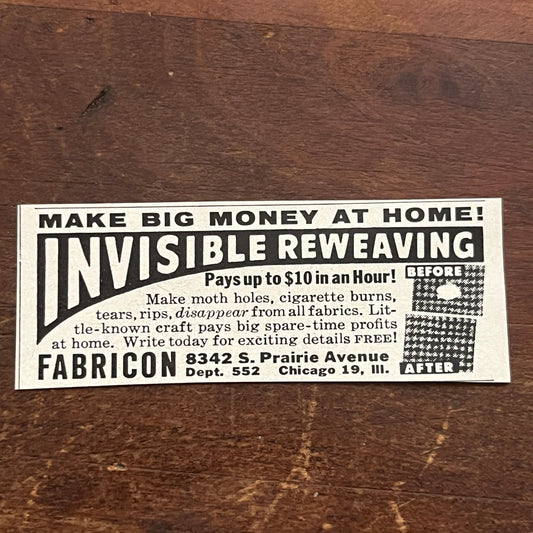 MAKE BIG MONEY AT HOME!
INVISIBLE REWEAVING
Pays up to $10 in an Hour!
BEFORE
Make moth holes, cigarette burns,
tears, rips, disappear from all fabrics. Lit-
tle-known craft pays big spare-time profits
at home. Write today for exciting details FREE!
FABRICON 8342 S. Prairie Avenue
Dept. 552 Chicago 19, Ill.
AFTER